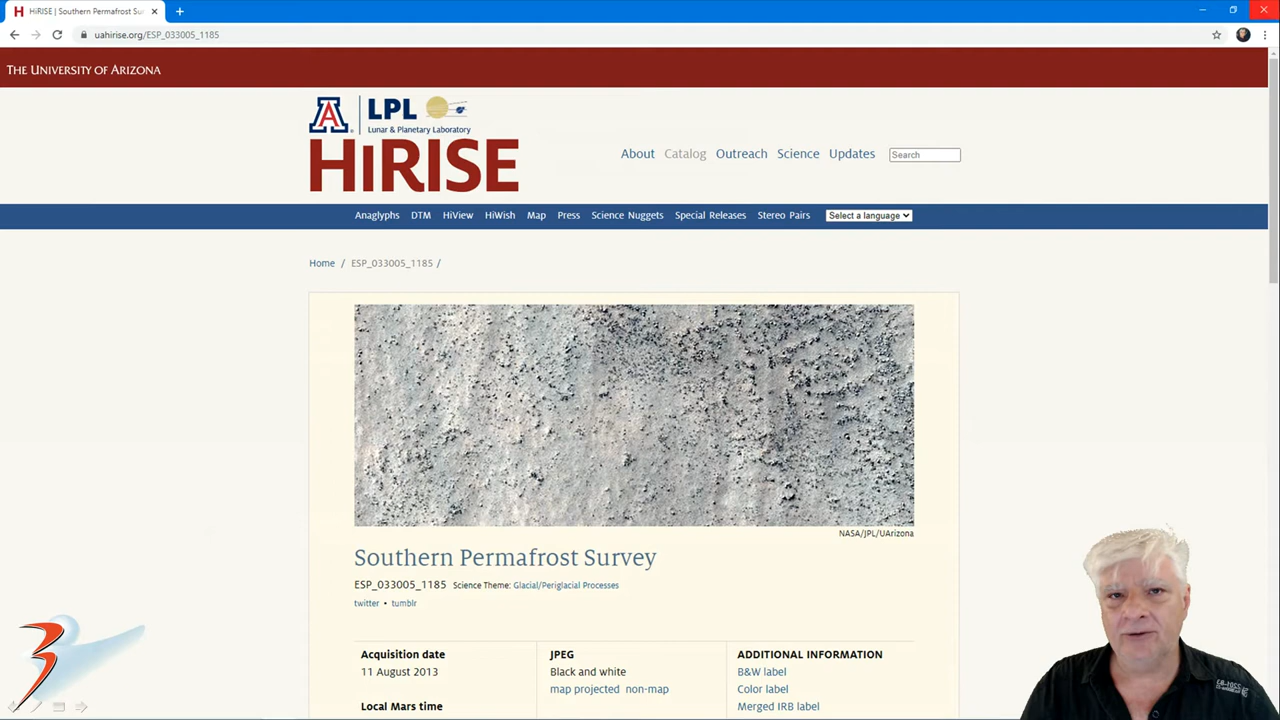 HiRISE | Southern Permafrost Sur
uahirise.org/ESP_033005_1185
THE UNIVERSITY OF ARIZONA
A LPL
Lunar & Planetary Laboratory
HiRISE
About Catalog Outreach Science Updates Search
Anaglyphs DTM HiView HiWish Map Press Science Nuggets Special Releases Stereo Pairs Select a language
Home / ESP_033005_1185 /
NASA/JPL/UArizona
Southern Permafrost Survey
ESP_033005_1185 Science Theme: Glacial/Periglacial Processes
twitter • tumblr
Acquisition date
11 August 2013
Local Mars time
JPEG
Black and white
map projected non-map
ADDITIONAL INFORMATION
B&W label
Color label
Merged IRB label